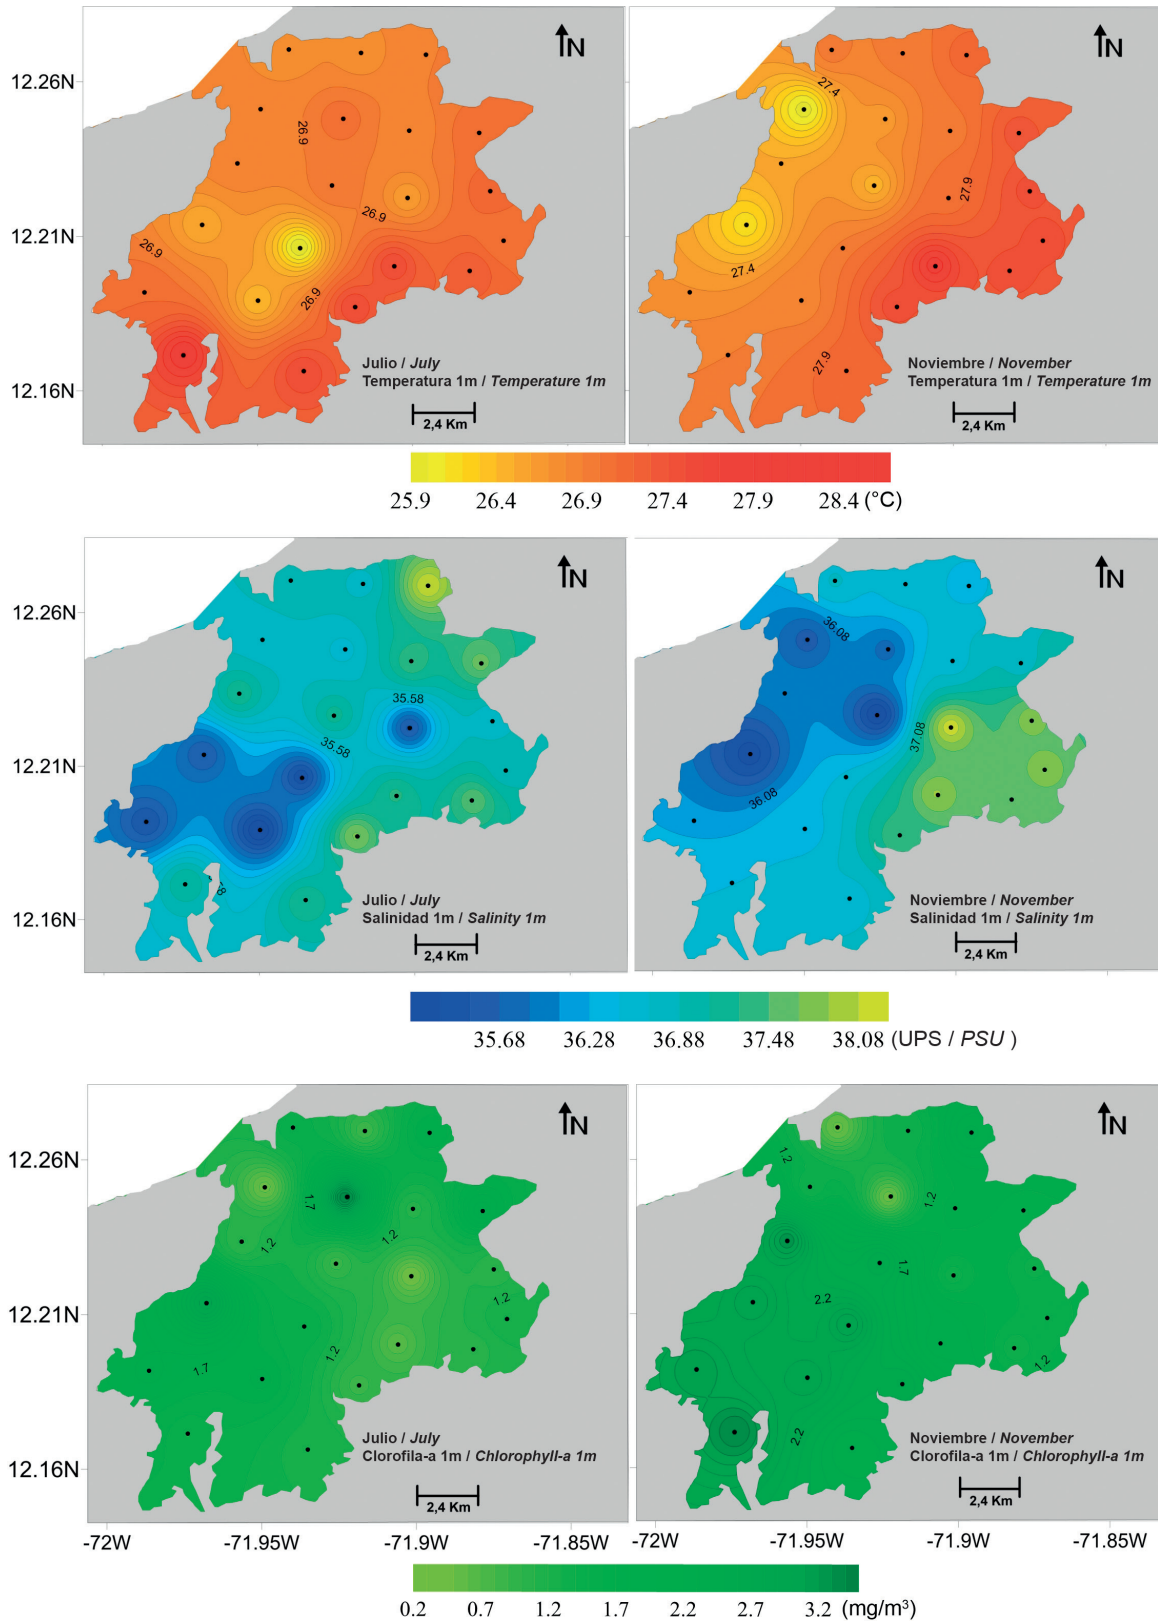 N
N
12.26N
12.21N
12.16N
26.9
26.9
26.9
26.9
Julio / July
Temperatura 1m / Temperature 1m
2,4 Km
27.4
27.9
27.4
27.9
Noviembre / November
Temperatura 1m / Temperature 1m
2,4 Km
25.9 26.4 26.9 27.4 27.9 28.4 (°C)
N
N
12.26N
12.21N
12.16N
35.58
35.58
Julio / July
Salinidad 1m / Salinity 1m
2,4 Km
36.08
37.08
36.08
Noviembre / November
Salinidad 1m / Salinity 1m
2,4 Km
35.68 36.28 36.88 37.48 38.08 (UPS / PSU )
N
N
12.26N
12.21N
12.16N
1.7
1.2
1.2
1.2
1.2
1.7
Julio / July
Clorofila-a 1m / Chlorophyll-a 1m
2,4 Km
1.2
1.2
1.7
2.2
1.2
2.2
Noviembre / November
Clorofila-a 1m / Chlorophyll-a 1m
2,4 Km
-72W -71.95W -71.9W -71.85W
-72W -71.95W -71.9W -71.85W
0.2 0.7 1.2 1.7 2.2 2.7 3.2 (mg/m³)